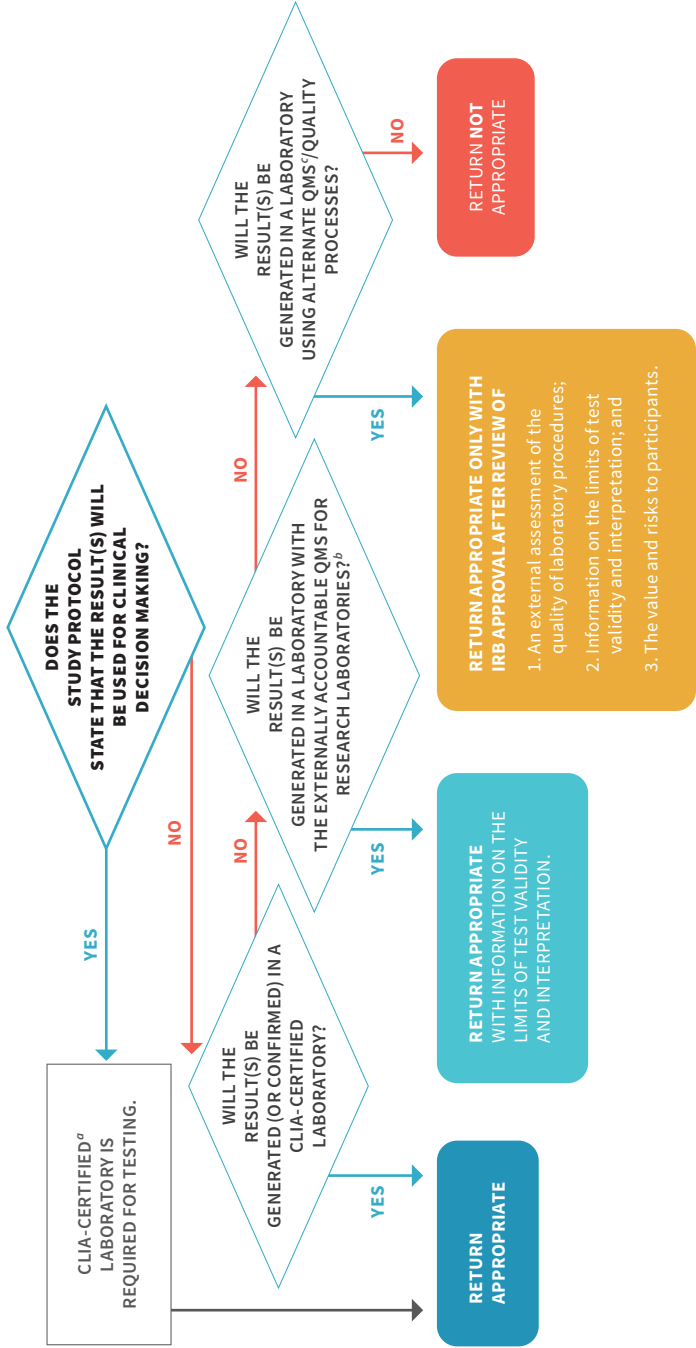 DOES THE
STUDY PROTOCOL
STATE THAT THE RESULT(S) WILL
BE USED FOR CLINICAL
DECISION MAKING?
YES
NO
CLIA-CERTIFIEDᵃ
LABORATORY IS
REQUIRED FOR TESTING.
WILL THE
RESULT(S) BE
GENERATED (OR CONFIRMED) IN A
CLIA-CERTIFIED
LABORATORY?
NO
YES
WILL THE
RESULT(S) BE
GENERATED IN A LABORATORY WITH
THE EXTERNALLY ACCOUNTABLE QMS FOR
RESEARCH LABORATORIES?ᵇ
NO
YES
WILL THE
RESULT(S) BE
GENERATED IN A LABORATORY
USING ALTERNATE QMSᶜ/QUALITY
PROCESSES?
YES
NO
RETURN
APPROPRIATE
RETURN APPROPRIATE
WITH INFORMATION ON THE
LIMITS OF TEST VALIDITY
AND INTERPRETATION.
RETURN APPROPRIATE ONLY WITH
IRB APPROVAL AFTER REVIEW OF
1. An external assessment of the
quality of laboratory procedures;
2. Information on the limits of test
validity and interpretation; and
3. The value and risks to participants.
RETURN NOT
APPROPRIATE